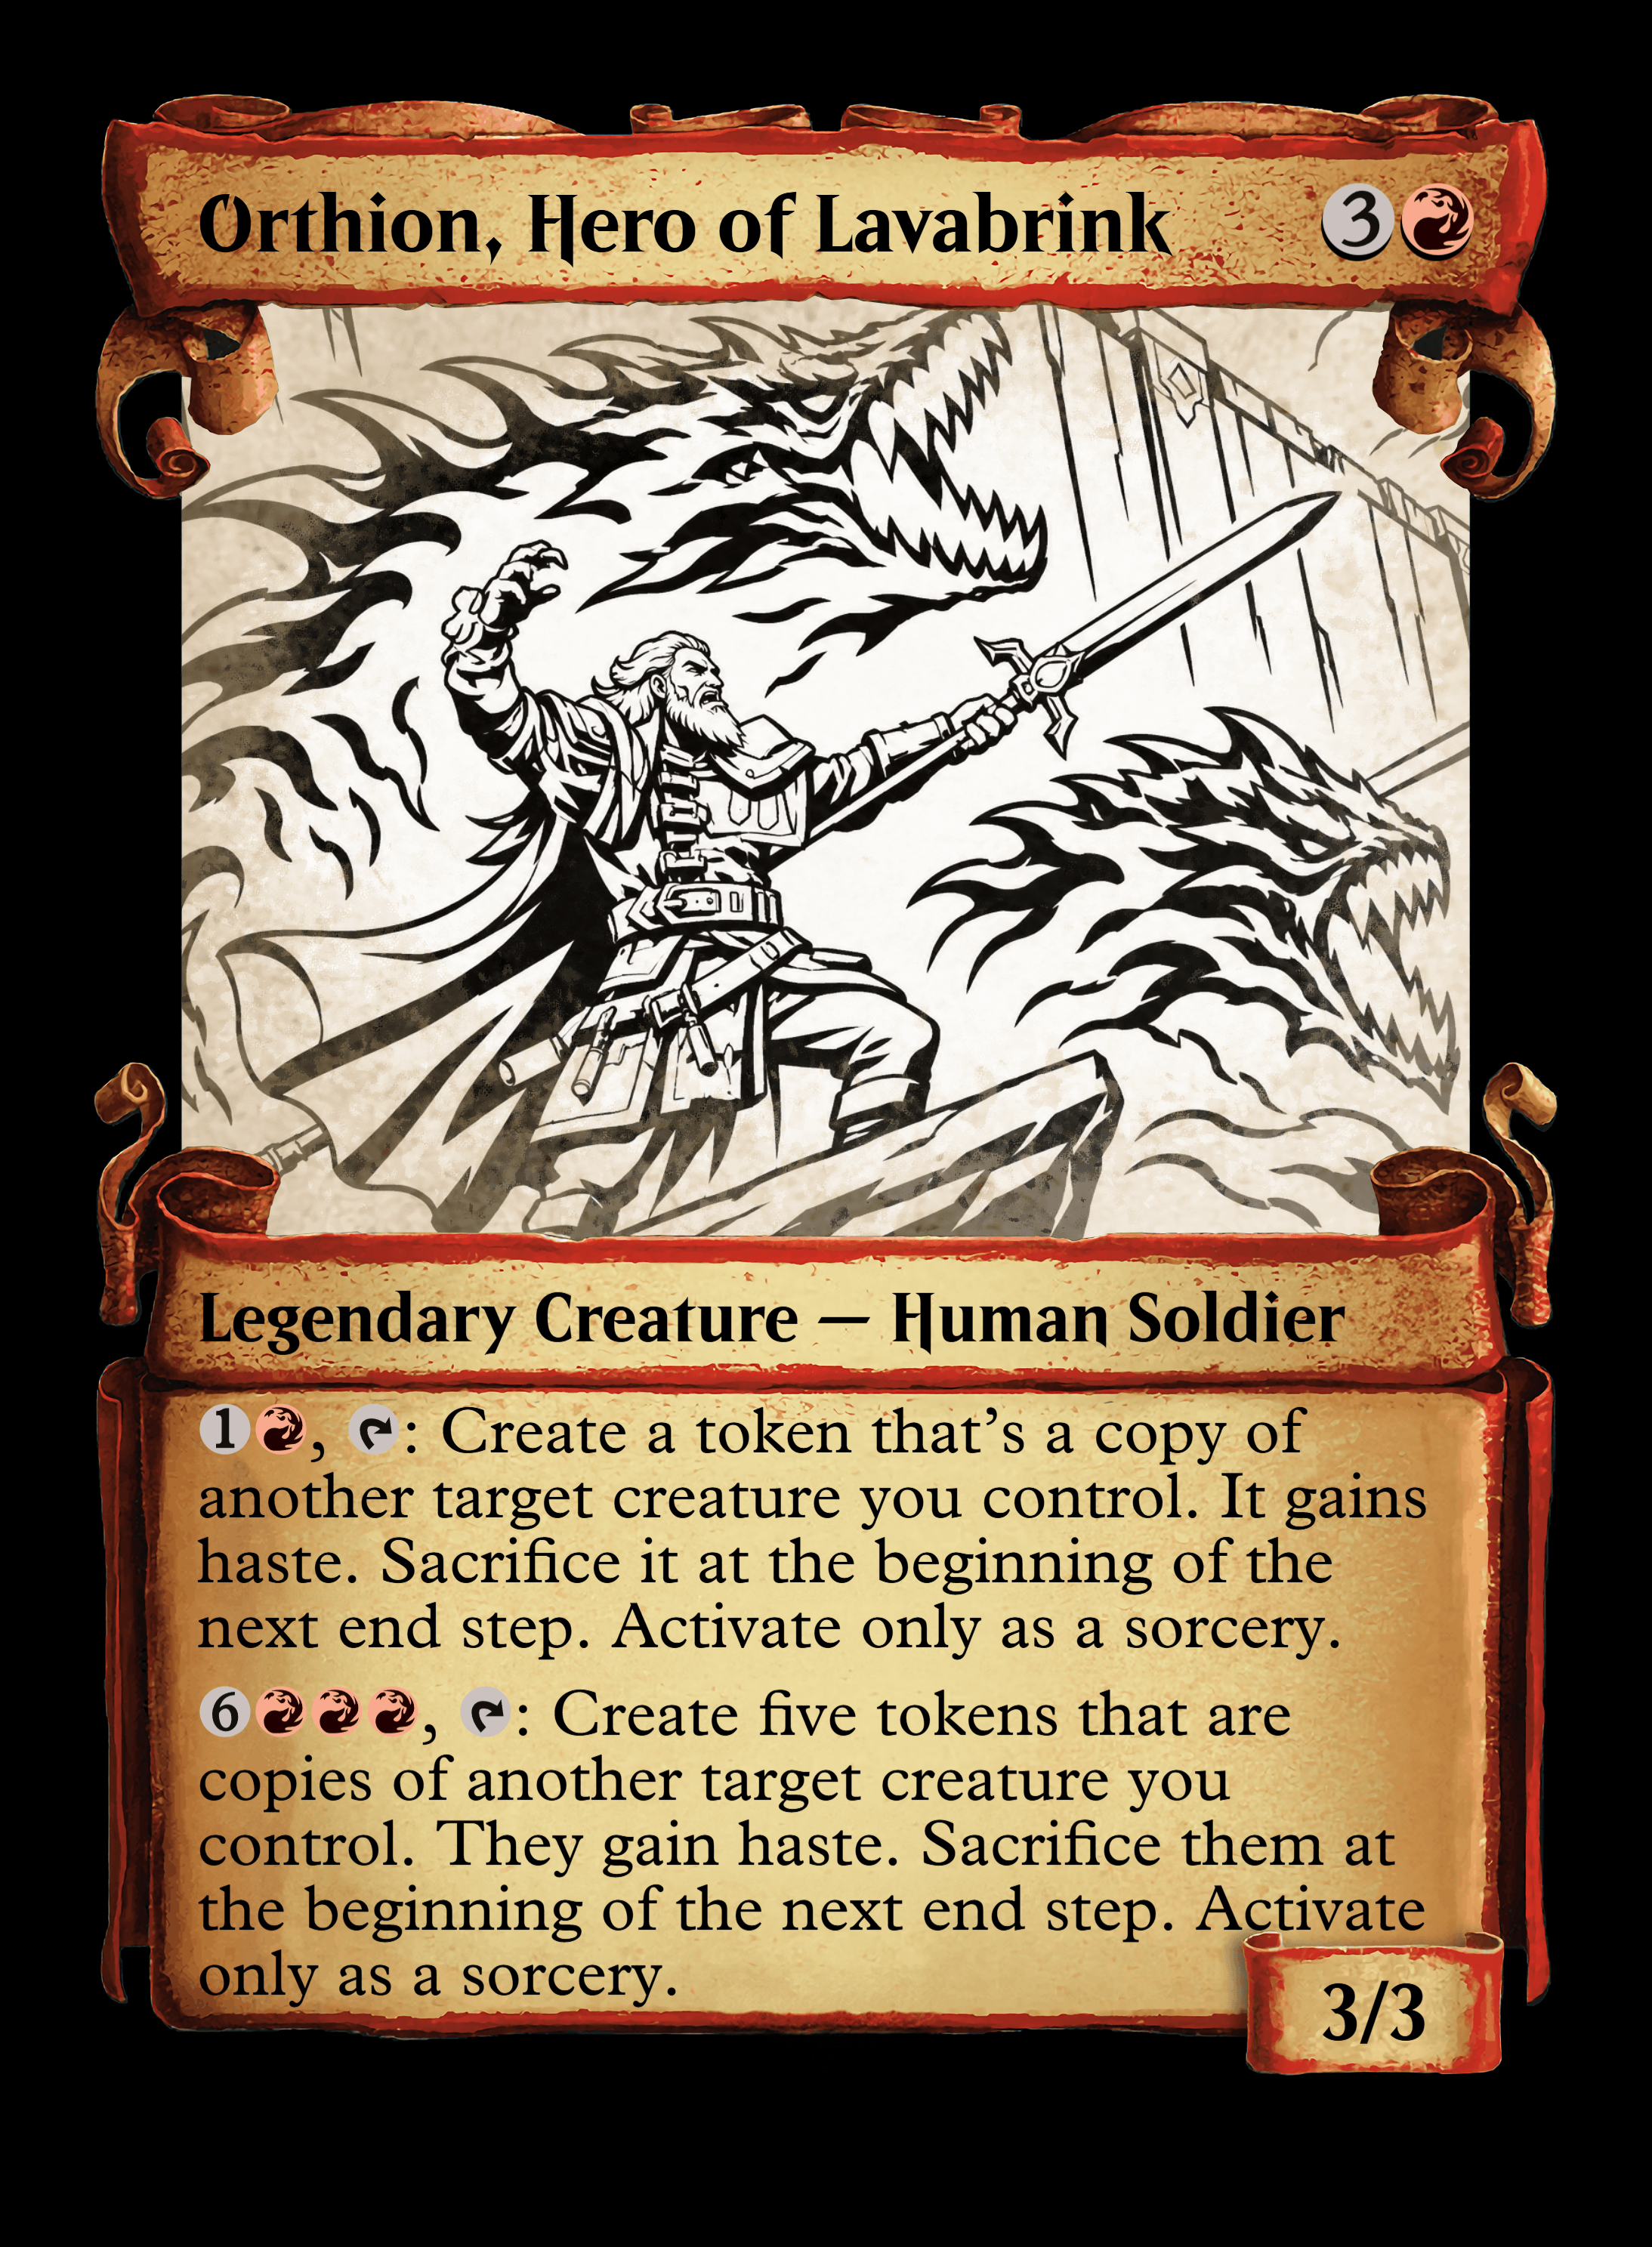 Orthion, Hero of Lavabrink 3
Legendary Creature — Human Soldier
1, : Create a token that’s a copy of
another target creature you control. It gains
haste. Sacrifice it at the beginning of the
next end step. Activate only as a sorcery.
6, : Create five tokens that are
copies of another target creature you
control. They gain haste. Sacrifice them at
the beginning of the next end step. Activate
only as a sorcery.
3/3